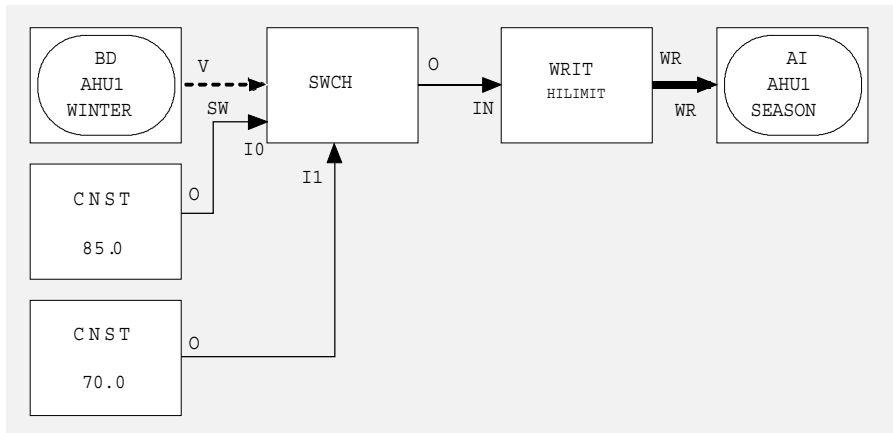 BD
AHU1
WINTER
V
SW
SWCH
I0
I1
O
IN
WRIT
HILIMIT
WR
WR
AI
AHU1
SEASON
CNST
85.0
O
CNST
70.0
O